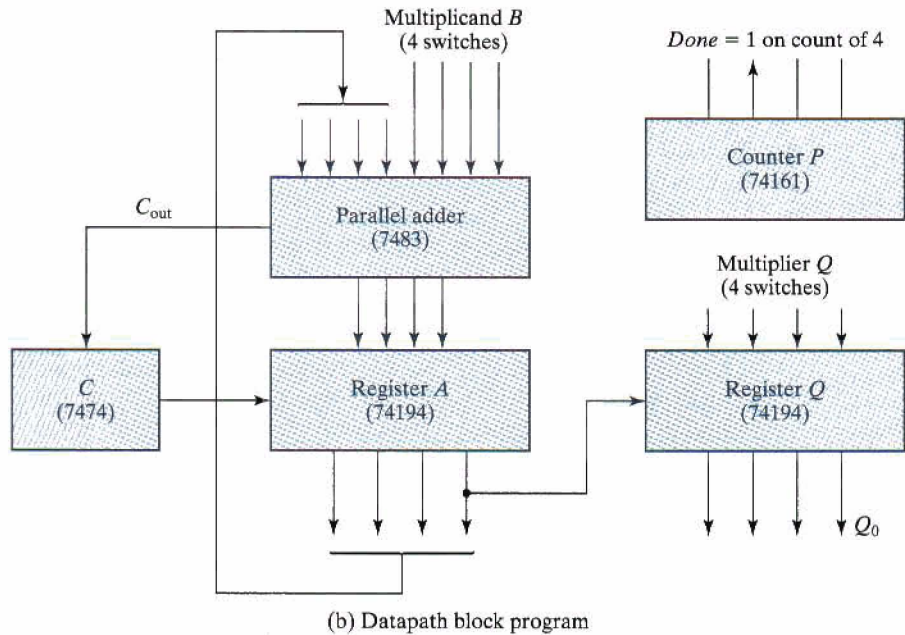 Multiplicand B
(4 switches)
Done = 1 on count of 4
Counter P
(74161)
Parallel adder
(7483)
Cout
Multiplier Q
(4 switches)
C
(7474)
Register A
(74194)
Register Q
(74194)
Q0
(b) Datapath block program